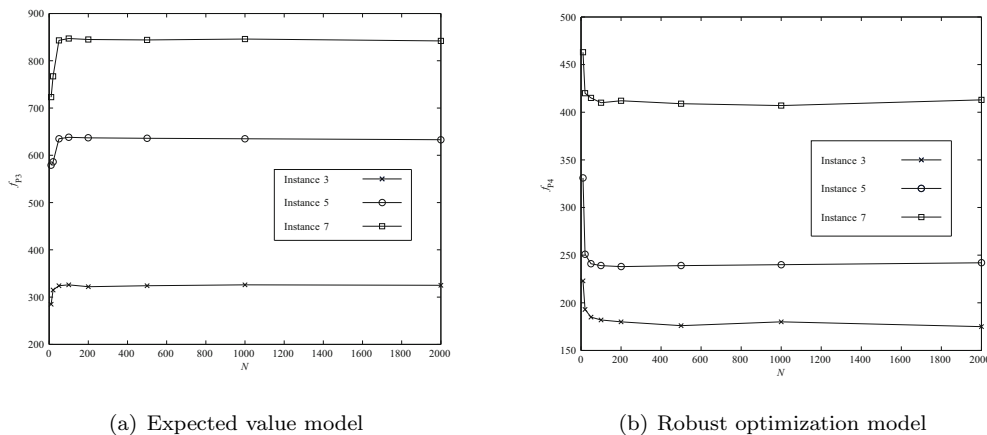 900
800
700
600
500
400
300
200
f_P3
Instance 3
Instance 5
Instance 7
0 200 400 600 800 1000 1200 1400 1600 1800 2000
N
(a) Expected value model
500
450
400
350
300
250
200
150
f_P4
Instance 3
Instance 5
Instance 7
0 200 400 600 800 1000 1200 1400 1600 1800 2000
N
(b) Robust optimization model